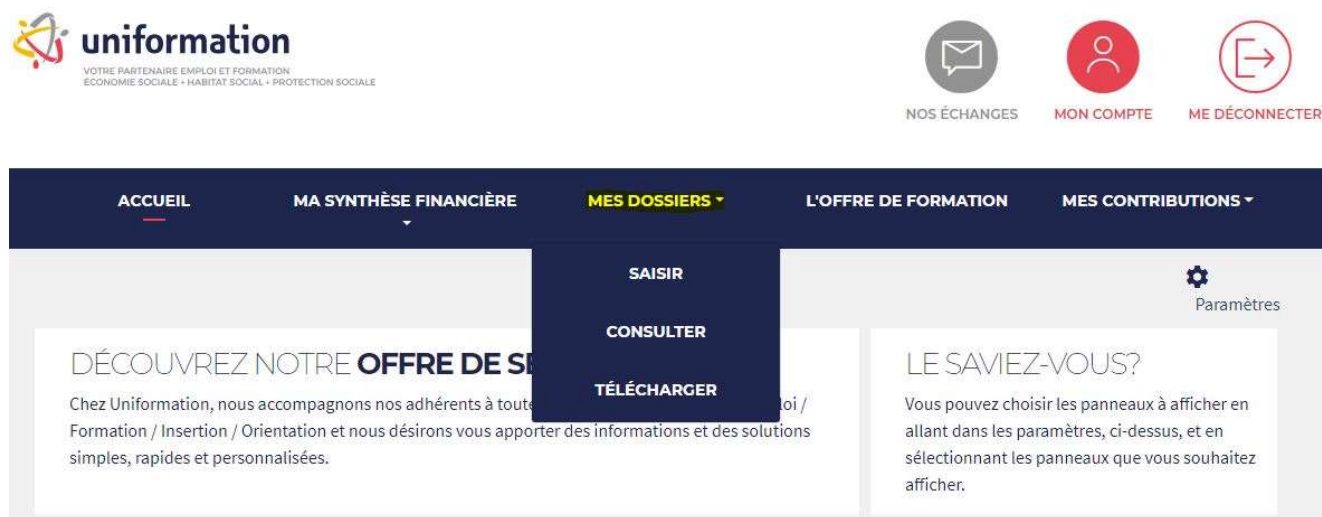 uniformation
VOTRE PARTENAIRE EMPLOI ET FORMATION
ÉCONOMIE SOCIALE • HABITAT SOCIAL • PROTECTION SOCIALE
NOS ÉCHANGES
MON COMPTE
ME DÉCONNECTER
ACCUEIL
MA SYNTHÈSE FINANCIÈRE
MES DOSSIERS
L'OFFRE DE FORMATION
MES CONTRIBUTIONS
SAISIR
CONSULTER
TÉLÉCHARGER
Paramètres
DÉCOUVREZ NOTRE OFFRE DE SE
Chez Uniformation, nous accompagnons nos adhérents à toute loi /
Formation / Insertion / Orientation et nous désirons vous apporter des informations et des solutions
simples, rapides et personnalisées.
LE SAVIEZ-VOUS?
Vous pouvez choisir les panneaux à afficher en
allant dans les paramètres, ci-dessus, et en
sélectionnant les panneaux que vous souhaitez
afficher.